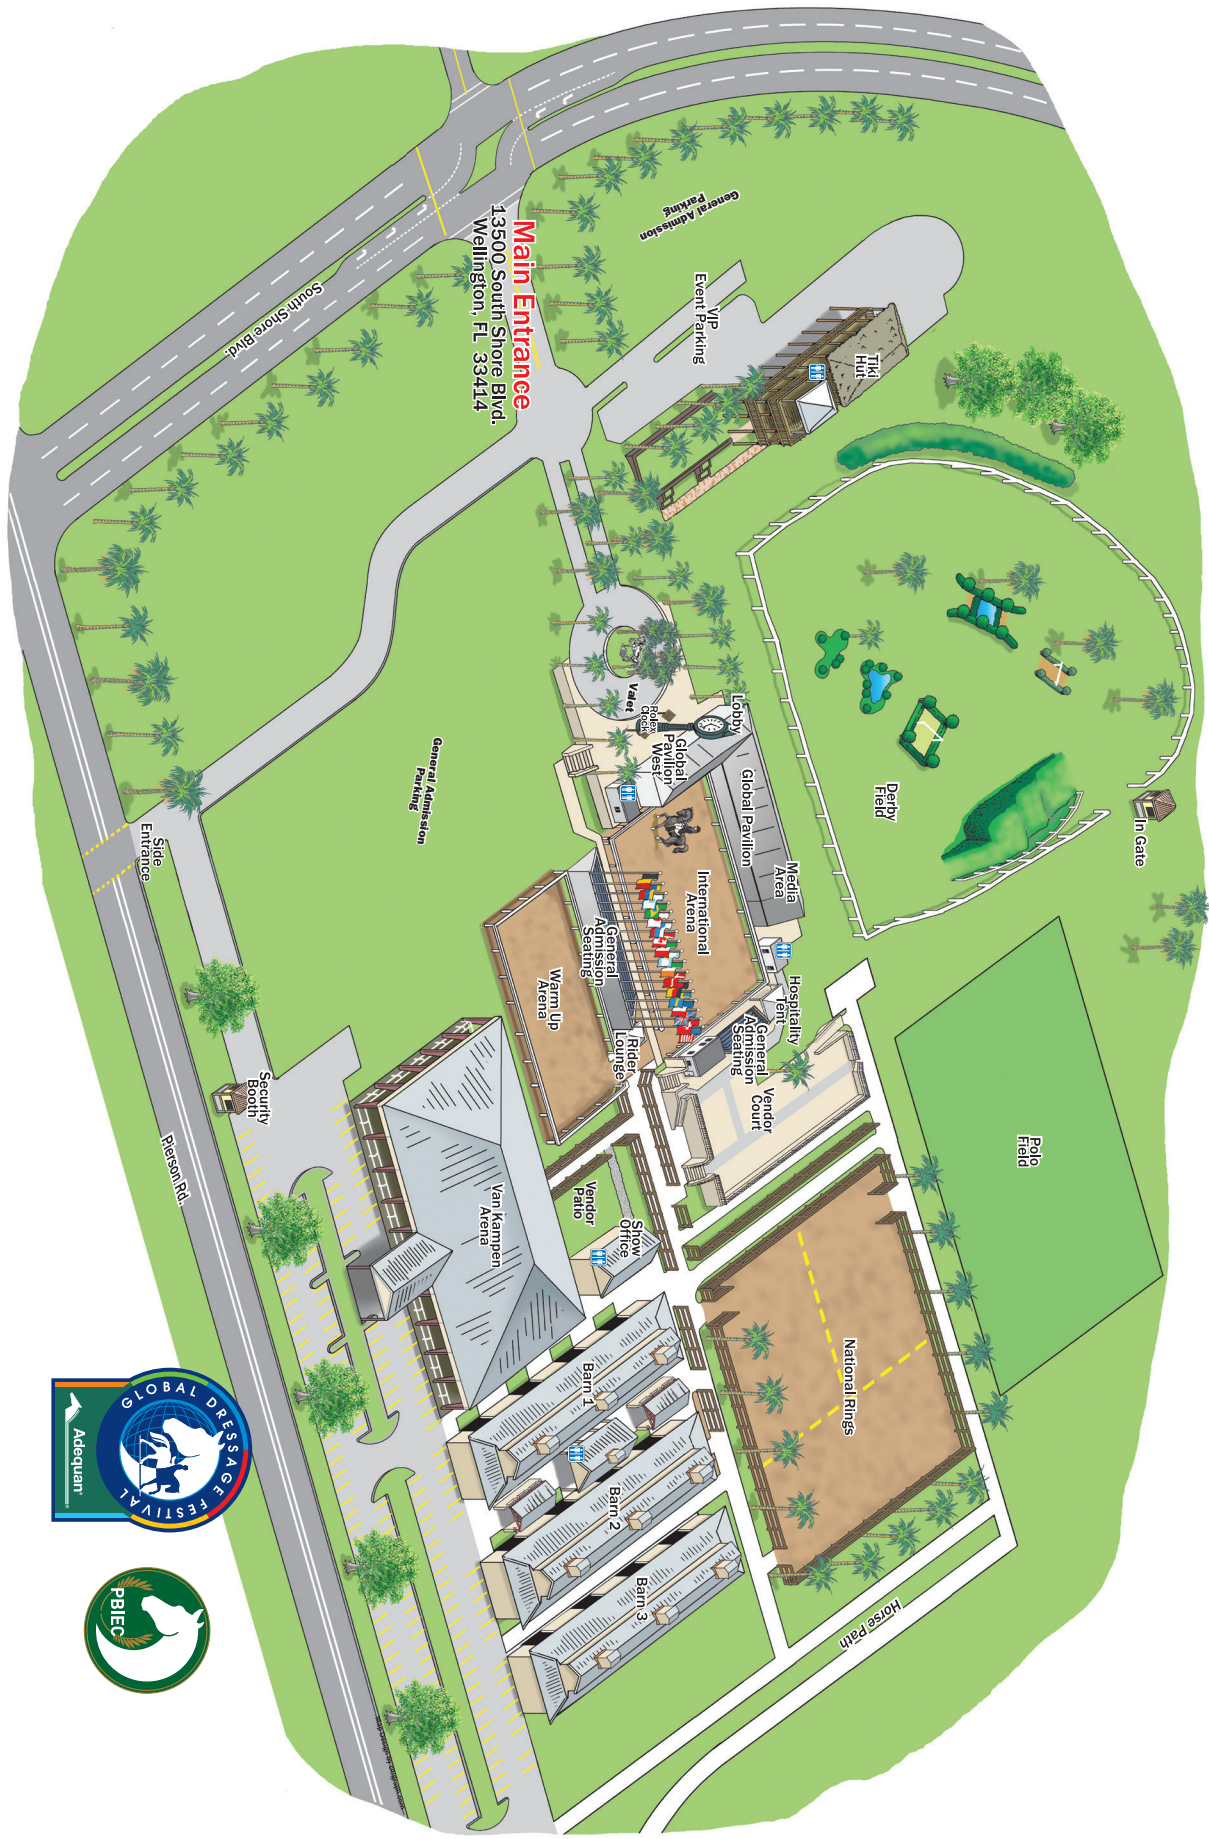 General Admission
Parking
VIP
Event Parking
Tiki
Hut
Main Entrance
13500 South Shore Blvd.
Wellington, FL  33414
South Shore Blvd.
Valet
Rolex
Clock
Lobby
Global
Pavilion
West
Global Pavilion
Media
Area
Derby
Field
In Gate
International
Arena
General
Admission
Seating
Warm Up
Arena
Rider
Lounge
Hospitality
Tent
General
Admission
Seating
Vendor
Court
Polo
Field
General Admission
Parking
Side
Entrance
Security
Booth
Pierson Rd.
Van Kampen
Arena
Vendor
Patio
Show
Office
National Rings
Barn 1
Barn 2
Barn 3
Horse Path
GLOBAL DRESSAGE FESTIVAL
Adequan®
PBIEC